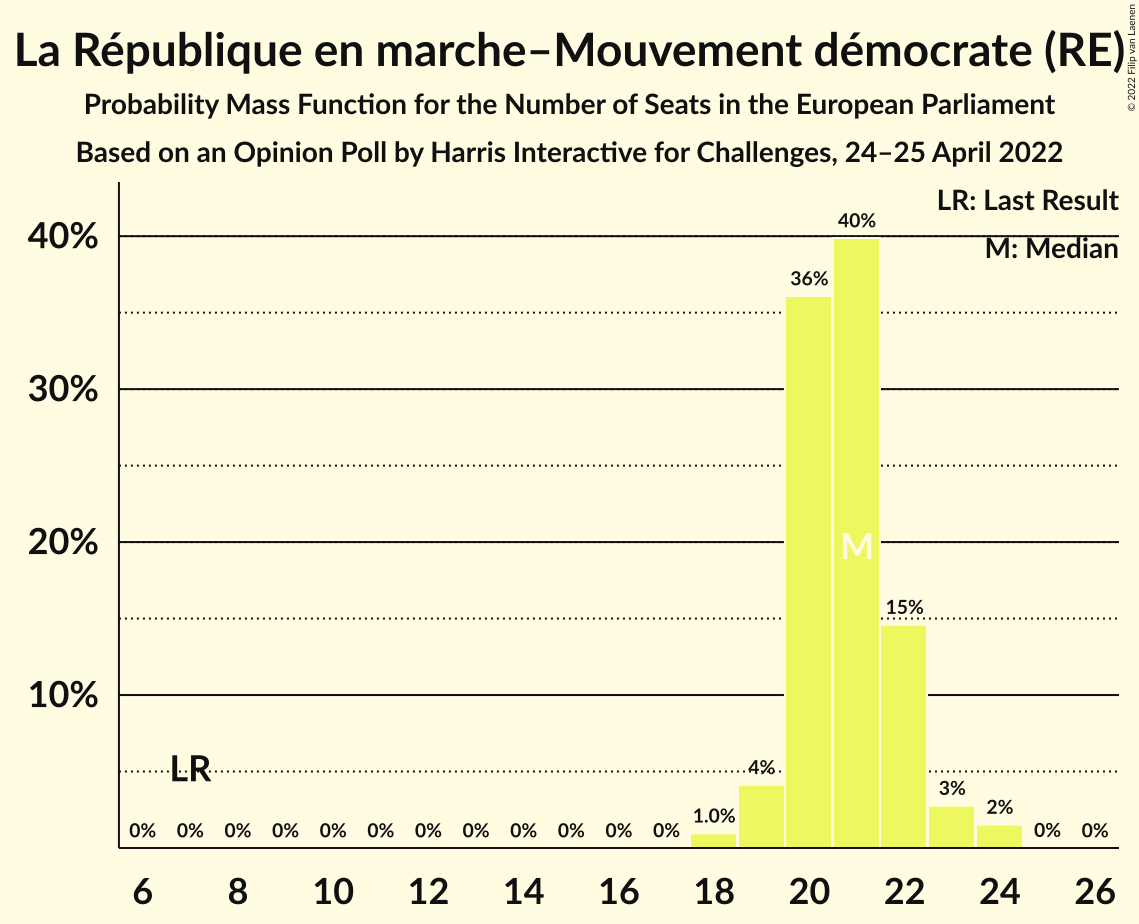 La République en marche–Mouvement démocrate (RE)
© 2022 Filip van Laenen
Probability Mass Function for the Number of Seats in the European Parliament
Based on an Opinion Poll by Harris Interactive for Challenges, 24–25 April 2022
LR: Last Result
M: Median
40%
30%
20%
10%
40%
36%
M
15%
LR
4%
3%
2%
1.0%
0% 0% 0% 0% 0% 0% 0% 0% 0% 0% 0% 0% 0% 0%
6 8 10 12 14 16 18 20 22 24 26